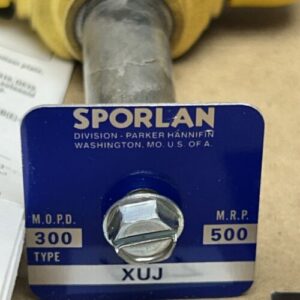 SPORLAN
DIVISION - PARKER HANNIFIN
WASHINGTON, MO. U.S. OF A.
M.O.P.D. M.R.P.
300 500
TYPE
XUJ